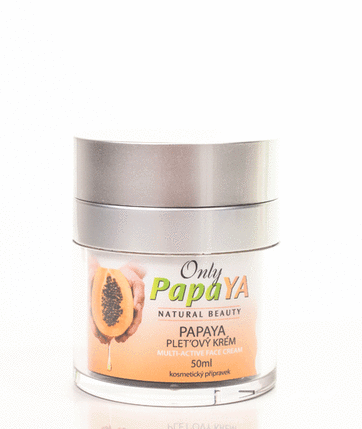 Only
PapaYA
NATURAL BEAUTY
PAPAYA
PLEŤOVÝ KRÉM
MULTI-ACTIVE FACE CREAM
50ml
kosmetický přípravek